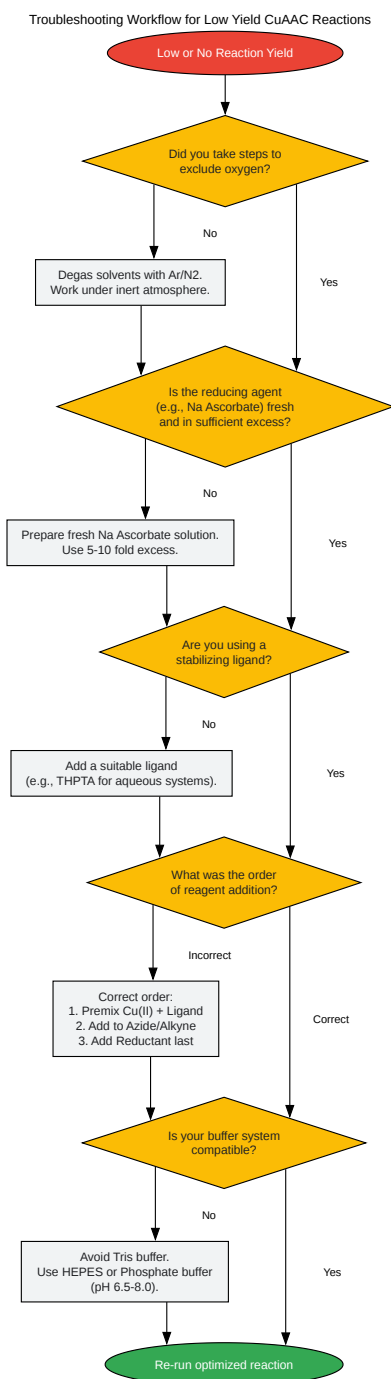 Troubleshooting Workflow for Low Yield CuAAC Reactions
Low or No Reaction Yield
Did you take steps to
exclude oxygen?
No
Yes
Degas solvents with Ar/N2.
Work under inert atmosphere.
Is the reducing agent
(e.g., Na Ascorbate) fresh
and in sufficient excess?
No
Yes
Prepare fresh Na Ascorbate solution.
Use 5-10 fold excess.
Are you using a
stabilizing ligand?
No
Yes
Add a suitable ligand
(e.g., THPTA for aqueous systems).
What was the order
of reagent addition?
Incorrect
Correct
Correct order:
1. Premix Cu(II) + Ligand
2. Add to Azide/Alkyne
3. Add Reductant last
Is your buffer system
compatible?
No
Yes
Avoid Tris buffer.
Use HEPES or Phosphate buffer
(pH 6.5-8.0).
Re-run optimized reaction